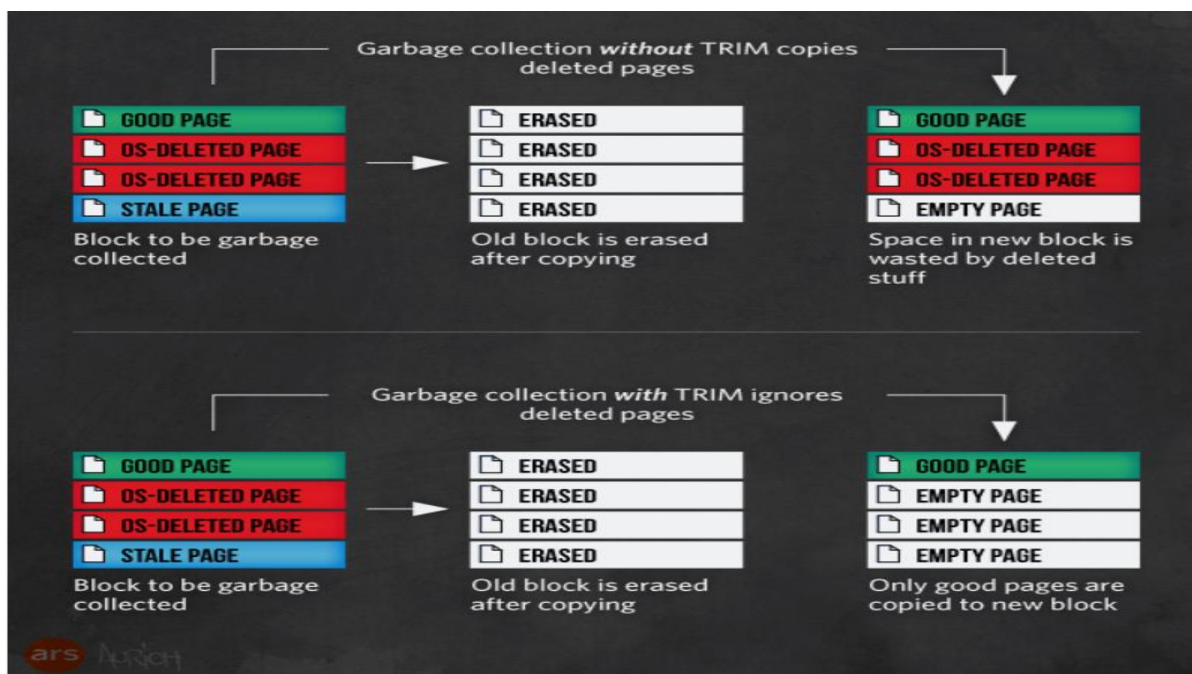 Garbage collection without TRIM copies
deleted pages
GOOD PAGE
OS-DELETED PAGE
OS-DELETED PAGE
STALE PAGE
Block to be garbage
collected
ERASED
ERASED
ERASED
ERASED
Old block is erased
after copying
GOOD PAGE
OS-DELETED PAGE
OS-DELETED PAGE
EMPTY PAGE
Space in new block is
wasted by deleted
stuff
Garbage collection with TRIM ignores
deleted pages
GOOD PAGE
OS-DELETED PAGE
OS-DELETED PAGE
STALE PAGE
Block to be garbage
collected
ERASED
ERASED
ERASED
ERASED
Old block is erased
after copying
GOOD PAGE
EMPTY PAGE
EMPTY PAGE
EMPTY PAGE
Only good pages are
copied to new block
ars AURICH